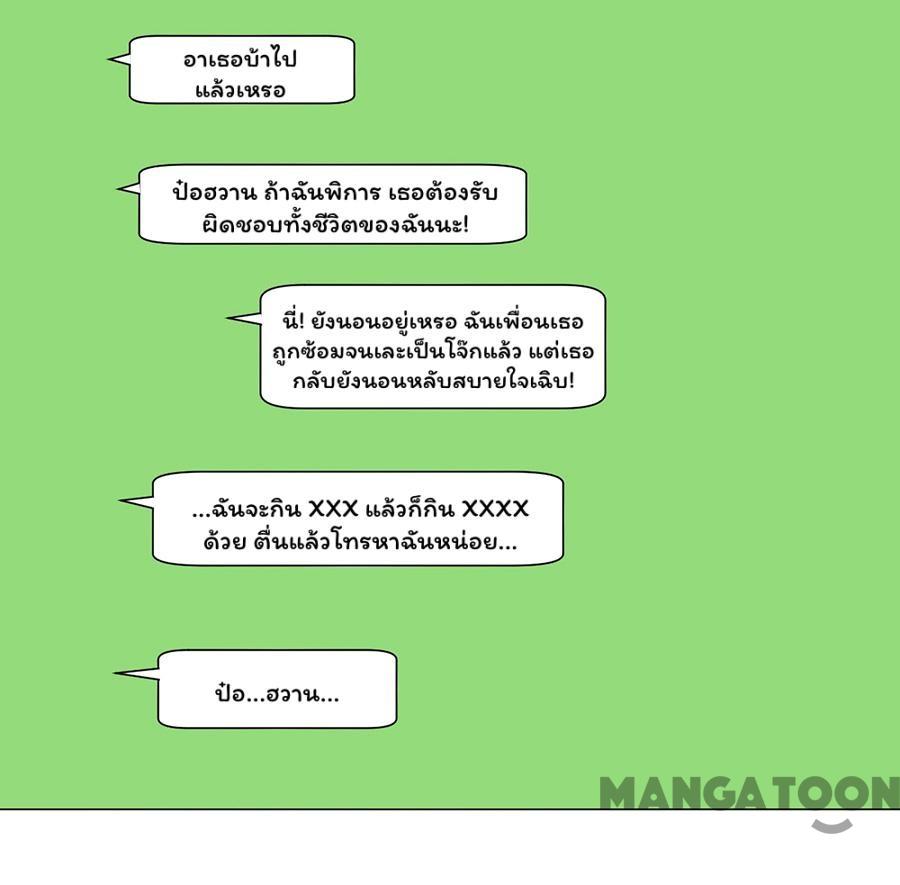 อาเธอบ้าไป
แล้วเหรอ
ป๋อฮวาน ถ้าฉันพิการ เธอต้องรับ
ผิดชอบทั้งชีวิตของฉันนะ!
นี่! ยังนอนอยู่เหรอ ฉันเพื่อนเธอ
ถูกซ้อมจนเละเป็นโจ๊กแล้ว แต่เธอ
กลับยังนอนหลับสบายใจเฉิบ!
...ฉันจะกิน XXX แล้วก็กิน XXXX
ด้วย ตื่นแล้วโทรหาฉันหน่อย...
ป๋อ...ฮวาน...
MANGATOON